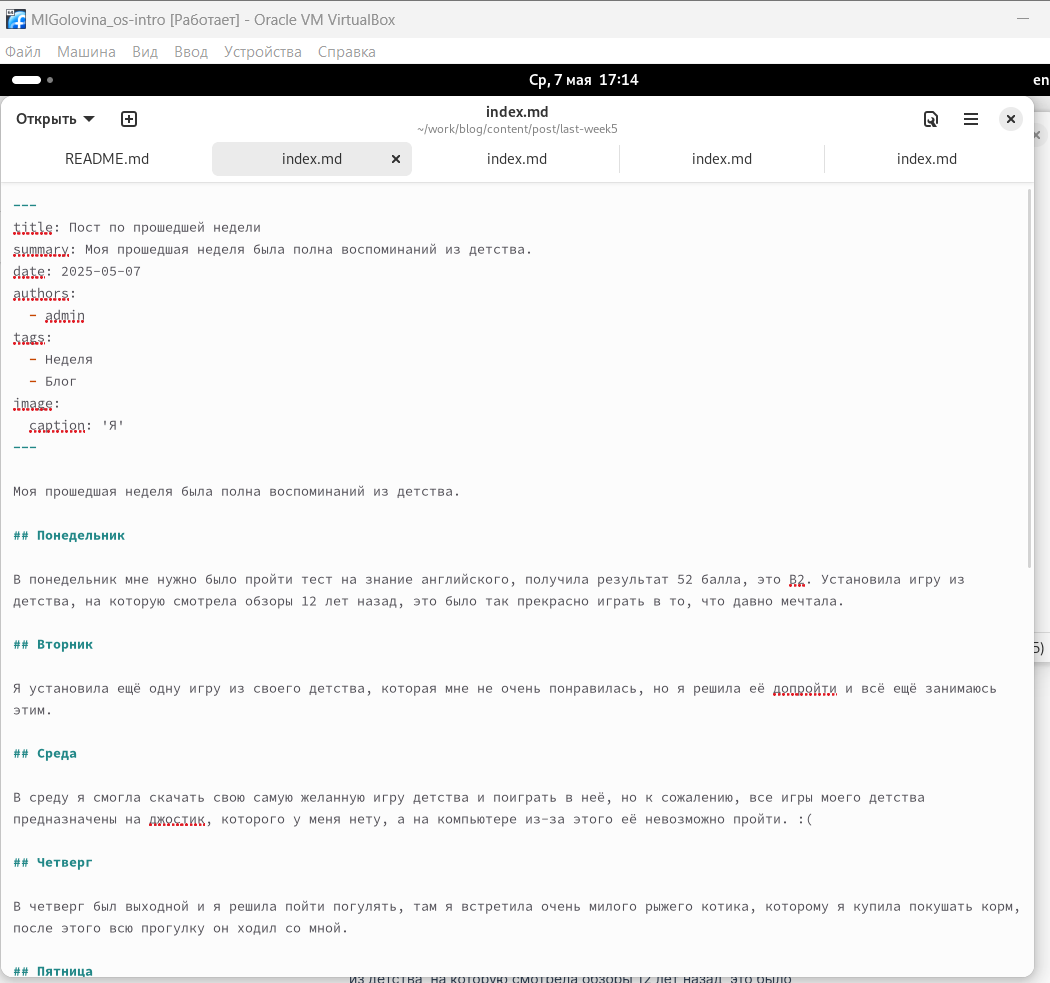 MIGolovina_os-intro [Работает] - Oracle VM VirtualBox
Файл Машина Вид Ввод Устройства Справка
Ср, 7 мая 17:14
en
Открыть
index.md
~/work/blog/content/post/last-week5
README.md
index.md
index.md
index.md
index.md
---
title: Пост по прошедшей недели
summary: Моя прошедшая неделя была полна воспоминаний из детства.
date: 2025-05-07
authors:
  - admin
tags:
  - Неделя
  - Блог
image:
  caption: 'Я'
---
Моя прошедшая неделя была полна воспоминаний из детства.
## Понедельник
В понедельник мне нужно было пройти тест на знание английского, получила результат 52 балла, это B2. Установила игру из
детства, на которую смотрела обзоры 12 лет назад, это было так прекрасно играть в то, что давно мечтала.
## Вторник
Я установила ещё одну игру из своего детства, которая мне не очень понравилась, но я решила её допройти и всё ещё занимаюсь
этим.
## Среда
В среду я смогла скачать свою самую желанную игру детства и поиграть в неё, но к сожалению, все игры моего детства
предназначены на джостик, которого у меня нету, а на компьютере из-за этого её невозможно пройти. :(
## Четверг
В четверг был выходной и я решила пойти погулять, там я встретила очень милого рыжего котика, которому я купила покушать корм,
после этого всю прогулку он ходил со мной.
## Пятница
5)
из детства, на которую смотрела обзоры 12 лет назад, это было